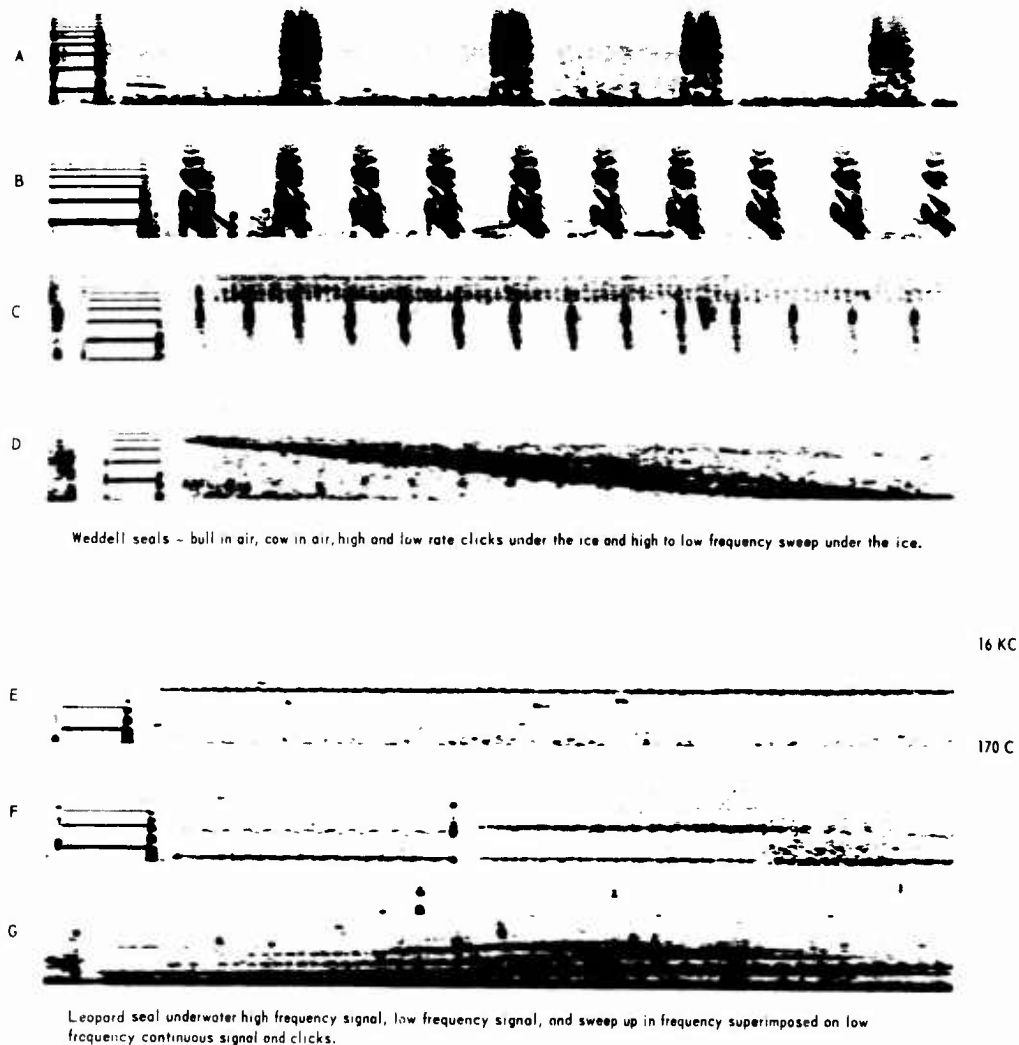 A
B
C
D
Weddell seals - bull in air, cow in air, high and low rate clicks under the ice and high to low frequency sweep under the ice.
16 KC
E
170 C
F
G
Leopard seal underwater high frequency signal, low frequency signal, and sweep up in frequency superimposed on low
frequency continuous signal and clicks.